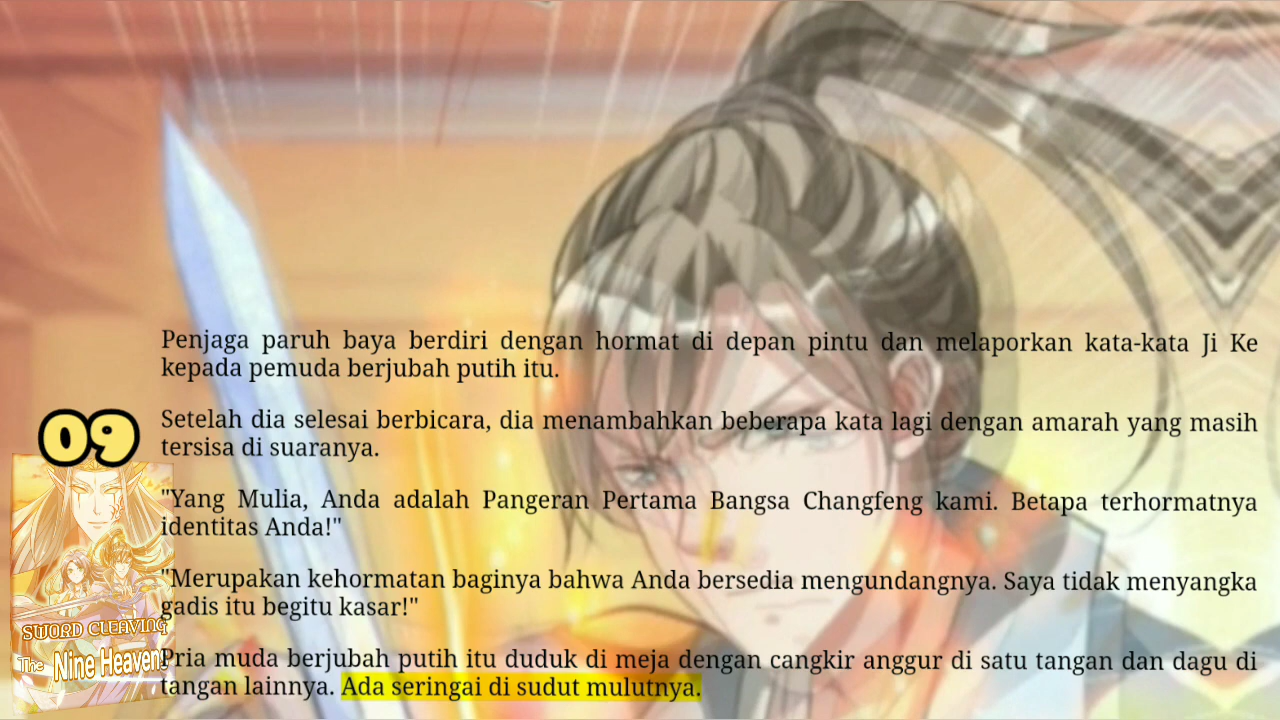 Penjaga paruh baya berdiri dengan hormat di depan pintu dan melaporkan kata-kata Ji Ke
kepada pemuda berjubah putih itu.
Setelah dia selesai berbicara, dia menambahkan beberapa kata lagi dengan amarah yang masih
tersisa di suaranya.
"Yang Mulia, Anda adalah Pangeran Pertama Bangsa Changfeng kami. Betapa terhormatnya
identitas Anda!"
"Merupakan kehormatan baginya bahwa Anda bersedia mengundangnya. Saya tidak menyangka
gadis itu begitu kasar!"
Pria muda berjubah putih itu duduk di meja dengan cangkir anggur di satu tangan dan dagu di
tangan lainnya. Ada seringai di sudut mulutnya.
09
SWORD CLEAVING
The Nine Heavens